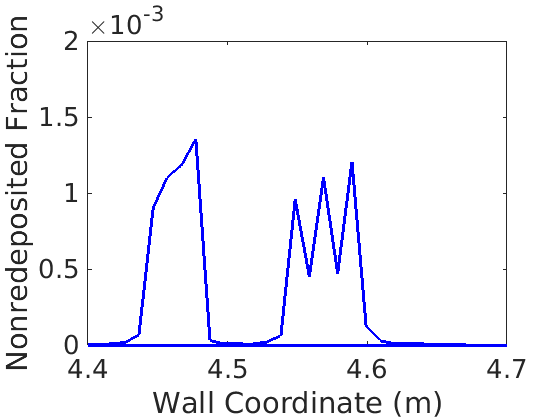 ×10-3
2
1.5
1
0.5
0
4.4 4.5 4.6 4.7
Wall Coordinate (m)
Nonredeposited Fraction